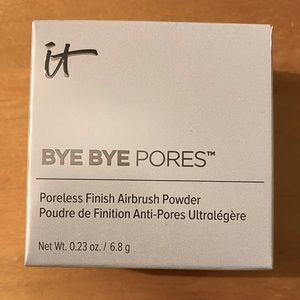 it
BYE BYE PORES™
Poreless Finish Airbrush Powder
Poudre de Finition Anti-Pores Ultralégère
Net Wt. 0.23 oz. / 6.8 g